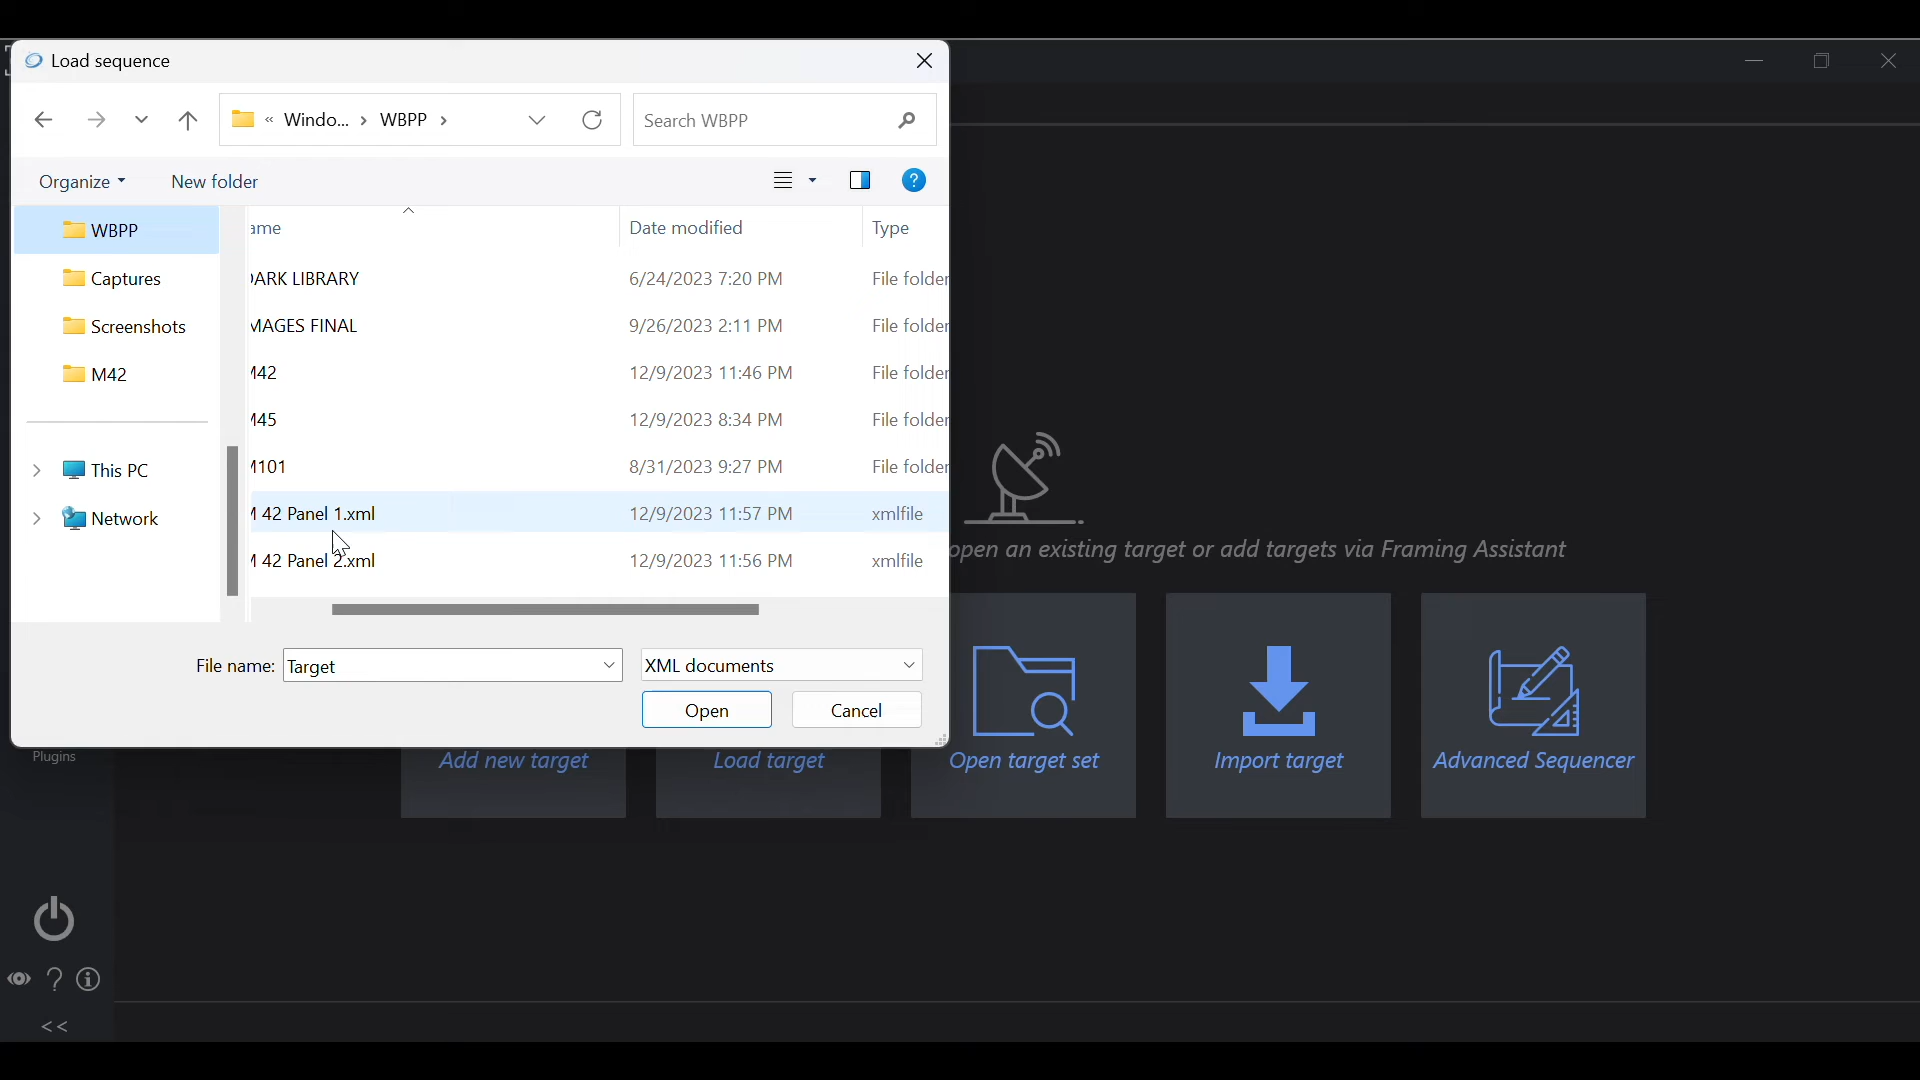 Load sequence
« Windo... › WBPP ›
Search WBPP
Organize
New folder
WBPP
Captures
Screenshots
M42
This PC
Network
ame
Date modified
Type
DARK LIBRARY
6/24/2023 7:20 PM
File folder
MAGES FINAL
9/26/2023 2:11 PM
File folder
M42
12/9/2023 11:46 PM
File folder
M45
12/9/2023 8:34 PM
File folder
M101
8/31/2023 9:27 PM
File folder
M 42 Panel 1.xml
12/9/2023 11:57 PM
xmlfile
M 42 Panel 2.xml
12/9/2023 11:56 PM
xmlfile
File name:
Target
XML documents
Open
Cancel
open an existing target or add targets via Framing Assistant
Add new target
Load target
Open target set
Import target
Advanced Sequencer
Plugins
<<